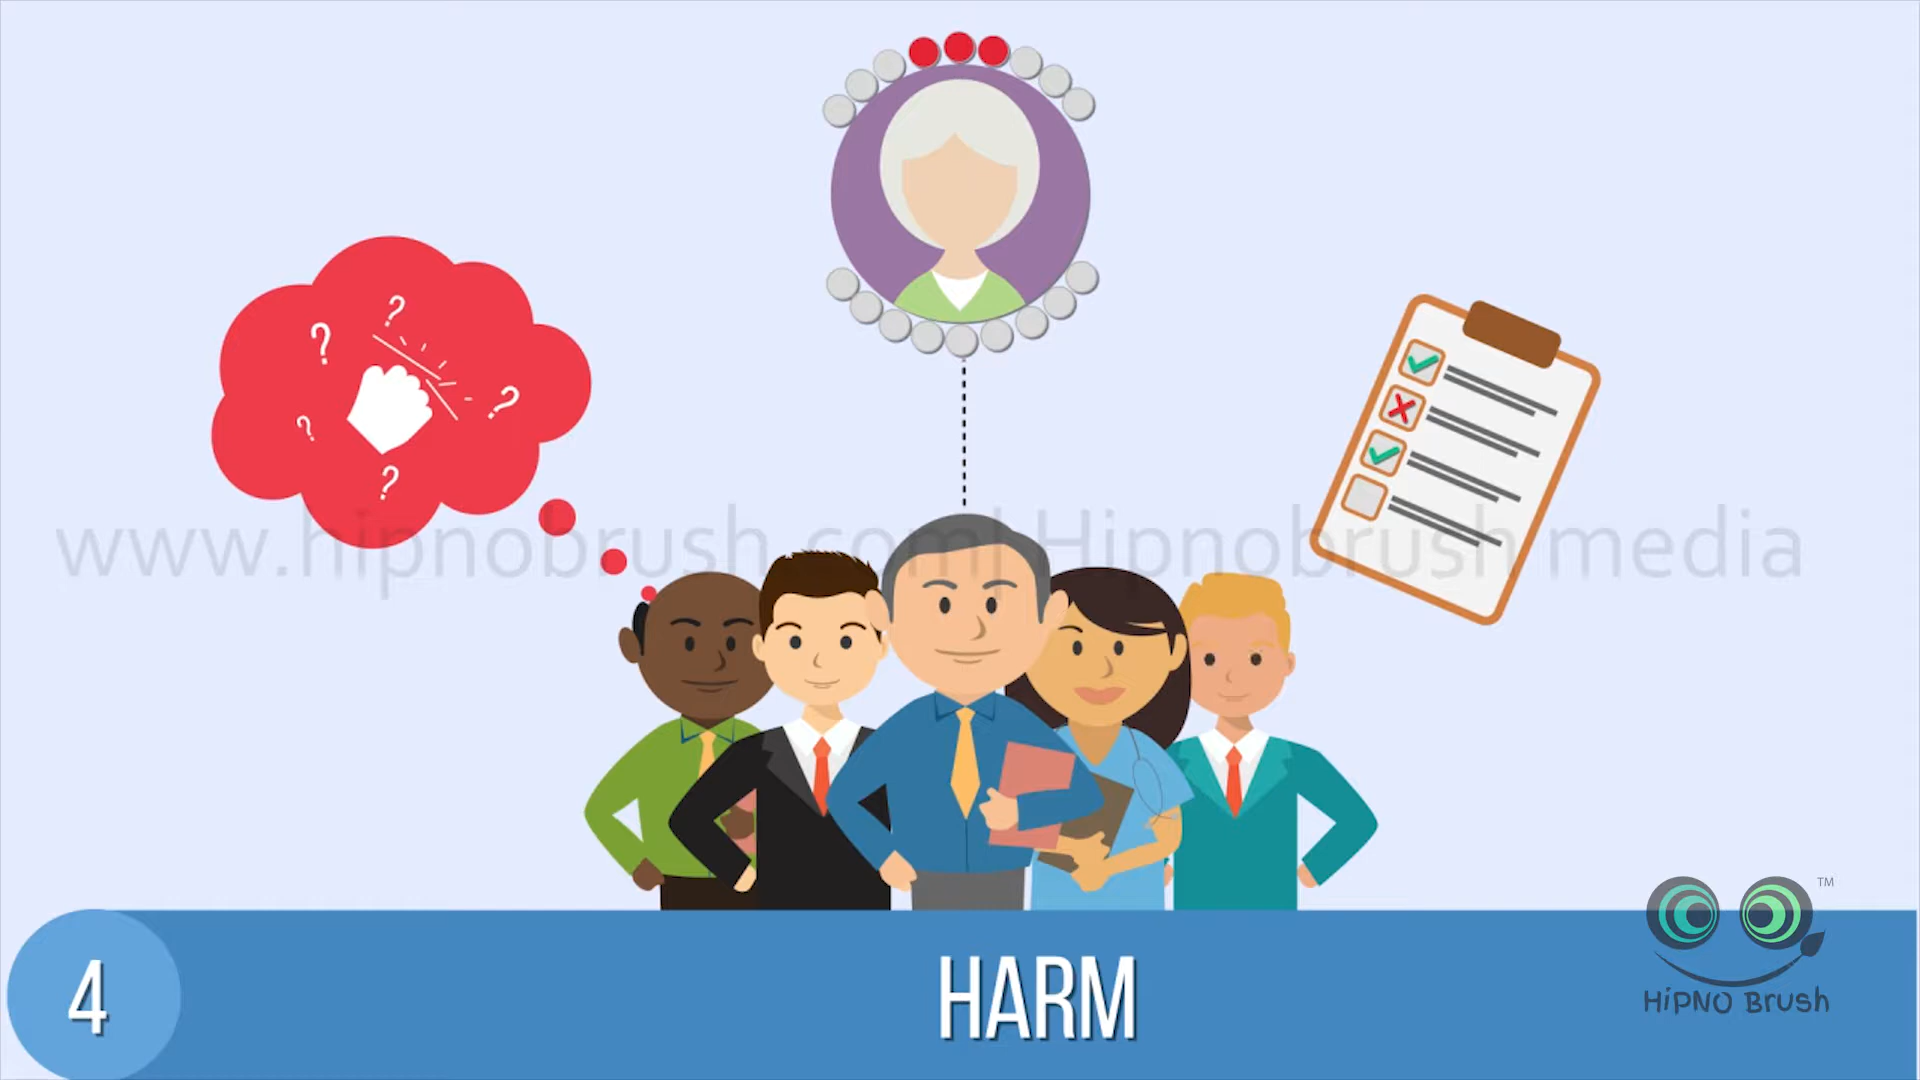 ? ? ? ? ?
www.hipnobrush.com| Hipnobrush media
4
HARM
TM
HiPNO Brush